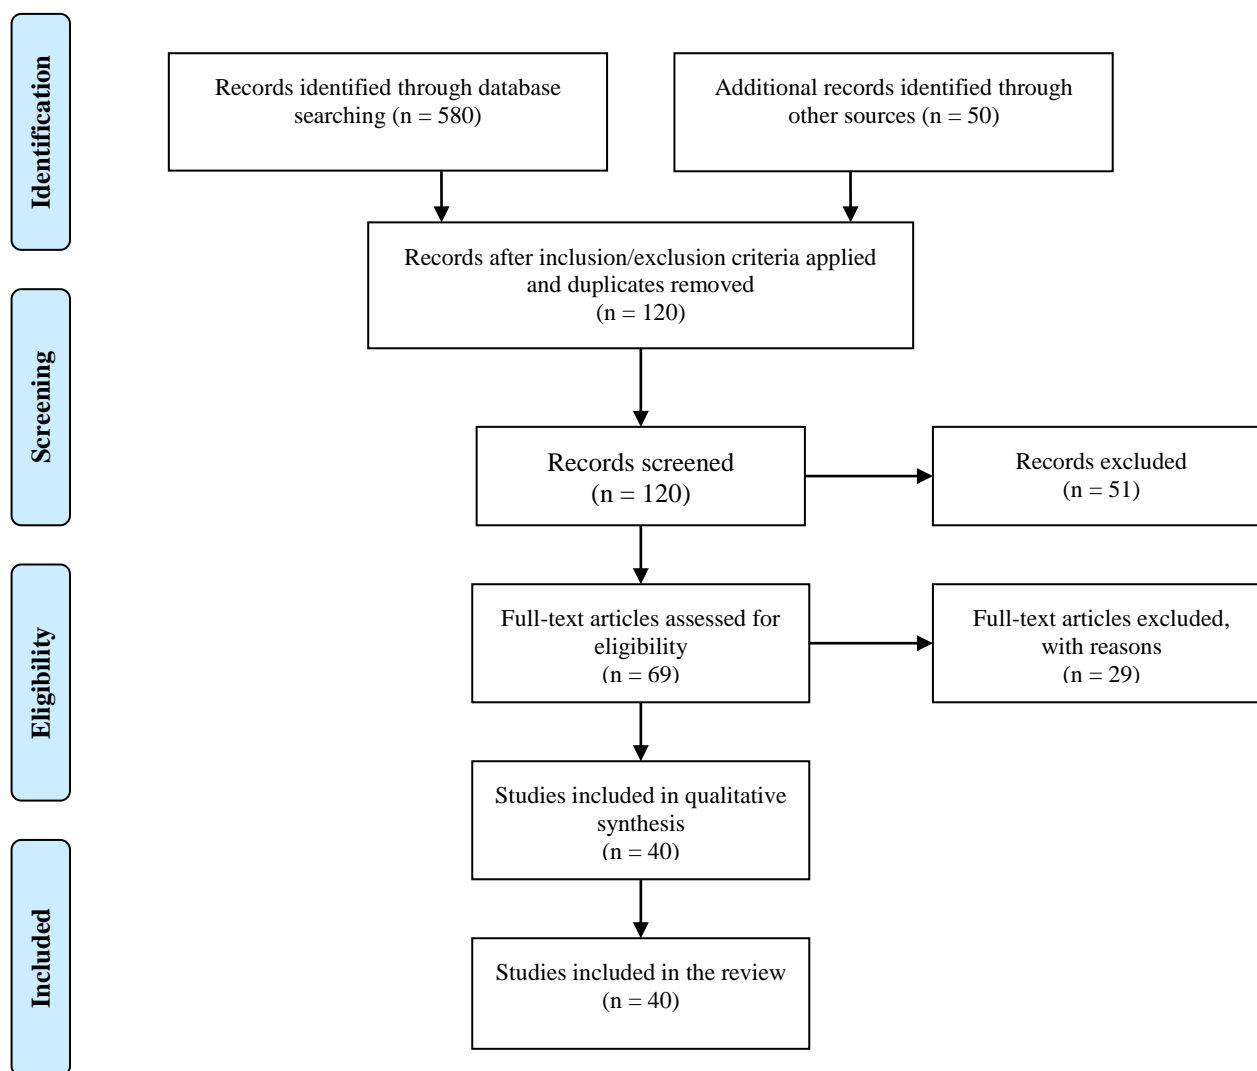 Identification
Records identified through database
searching (n = 580)
Additional records identified through
other sources (n = 50)
Records after inclusion/exclusion criteria applied
and duplicates removed
(n = 120)
Screening
Records screened
(n = 120)
Records excluded
(n = 51)
Eligibility
Full-text articles assessed for
eligibility
(n = 69)
Full-text articles excluded,
with reasons
(n = 29)
Studies included in qualitative
synthesis
(n = 40)
Included
Studies included in the review
(n = 40)